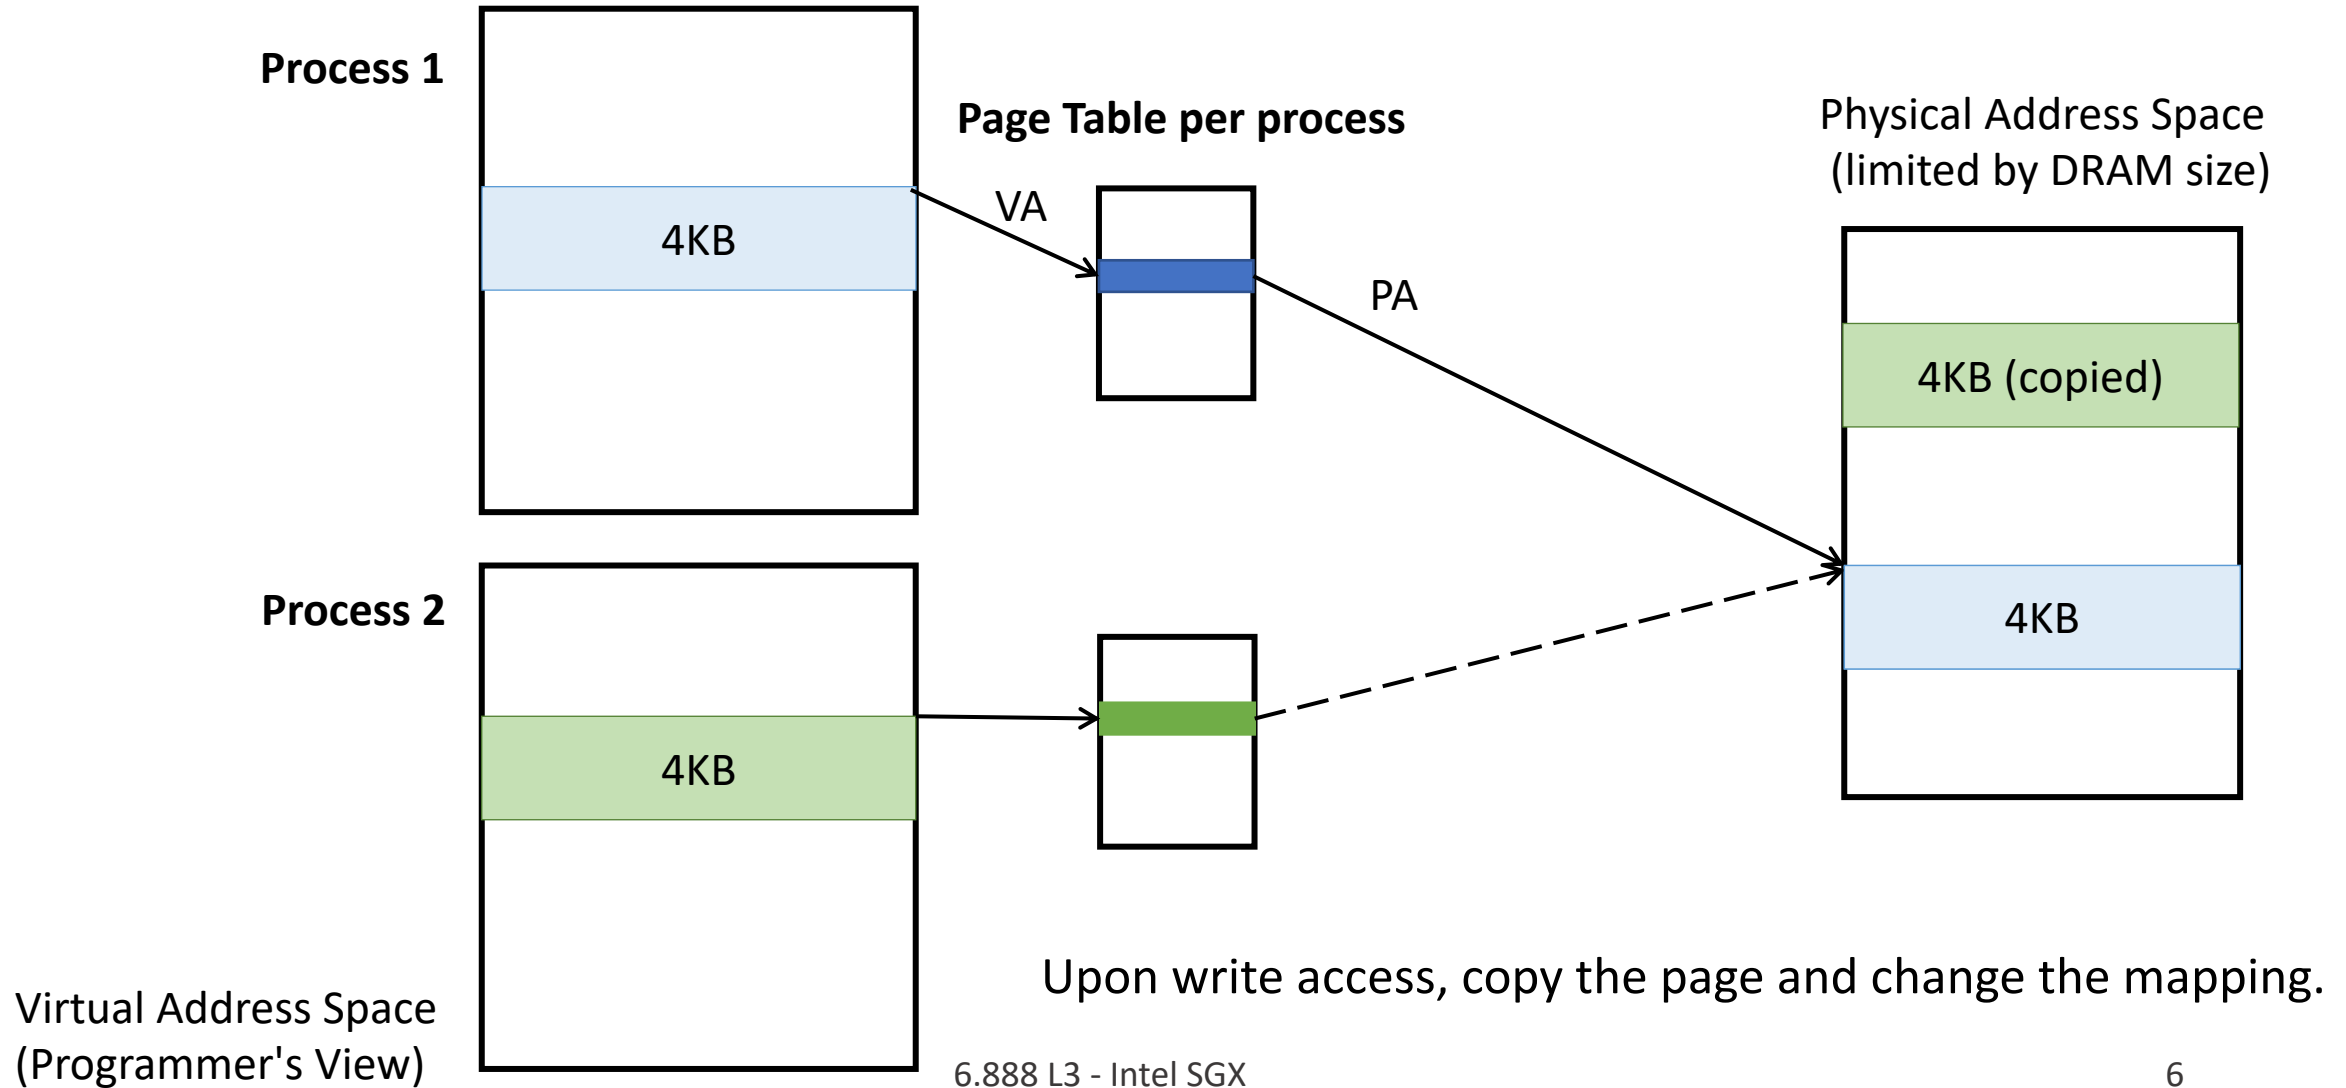 Process 1
Page Table per process
Physical Address Space
(limited by DRAM size)
VA
4KB
PA
4KB (copied)
Process 2
4KB
4KB
Upon write access, copy the page and change the mapping.
Virtual Address Space
(Programmer's View)
6.888 L3 - Intel SGX
6